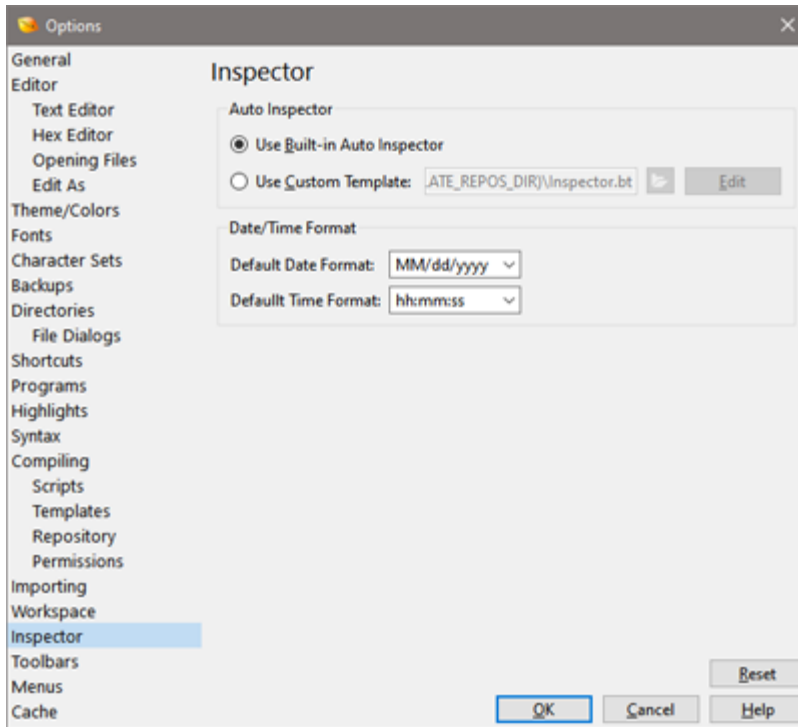 Options
General
Editor
Text Editor
Hex Editor
Opening Files
Edit As
Theme/Colors
Fonts
Character Sets
Backups
Directories
File Dialogs
Shortcuts
Programs
Highlights
Syntax
Compiling
Scripts
Templates
Repository
Permissions
Importing
Workspace
Inspector
Toolbars
Menus
Cache
Inspector
Auto Inspector
Use Built-in Auto Inspector
Use Custom Template: .ATE_REPOS_DIR)\Inspector.bt Edit
Date/Time Format
Default Date Format: MM/dd/yyyy
Defaullt Time Format: hh:mm:ss
Reset
OK Cancel Help